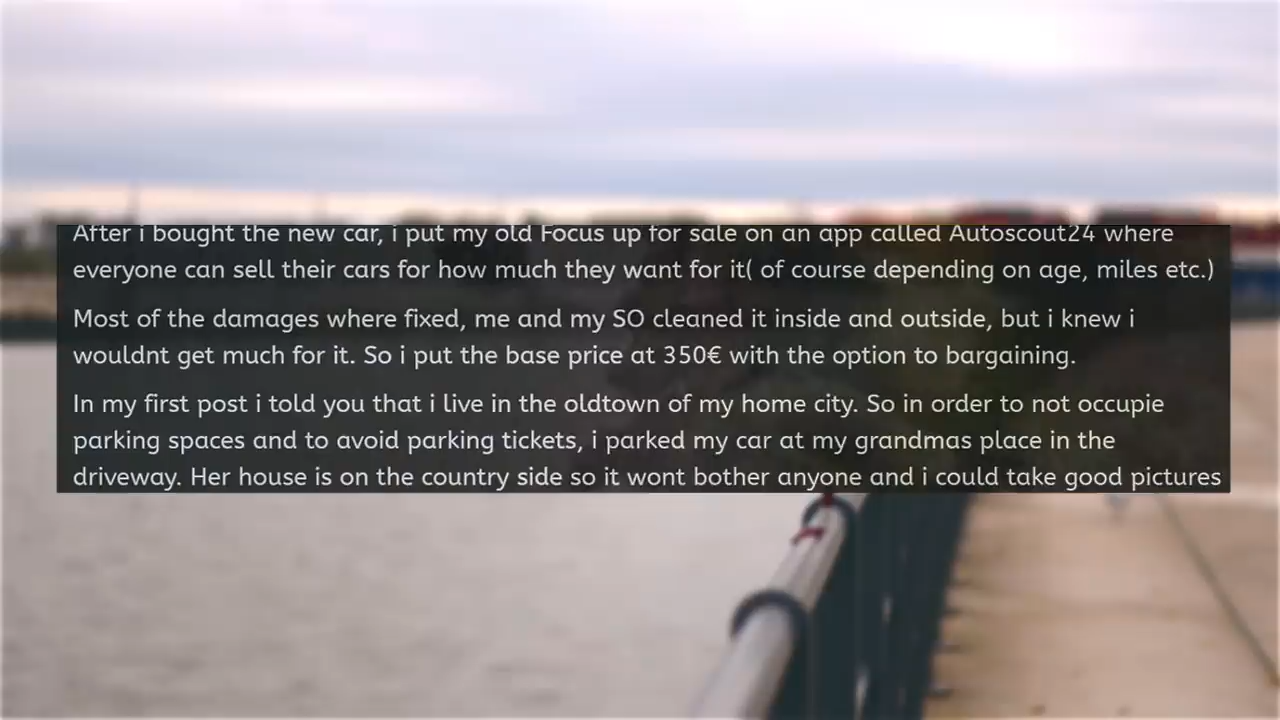 After i bought the new car, i put my old Focus up for sale on an app called Autoscout24 where
everyone can sell their cars for how much they want for it( of course depending on age, miles etc.)
Most of the damages where fixed, me and my SO cleaned it inside and outside, but i knew i
wouldnt get much for it. So i put the base price at 350€ with the option to bargaining.
In my first post i told you that i live in the oldtown of my home city. So in order to not occupie
parking spaces and to avoid parking tickets, i parked my car at my grandmas place in the
driveway. Her house is on the country side so it wont bother anyone and i could take good pictures